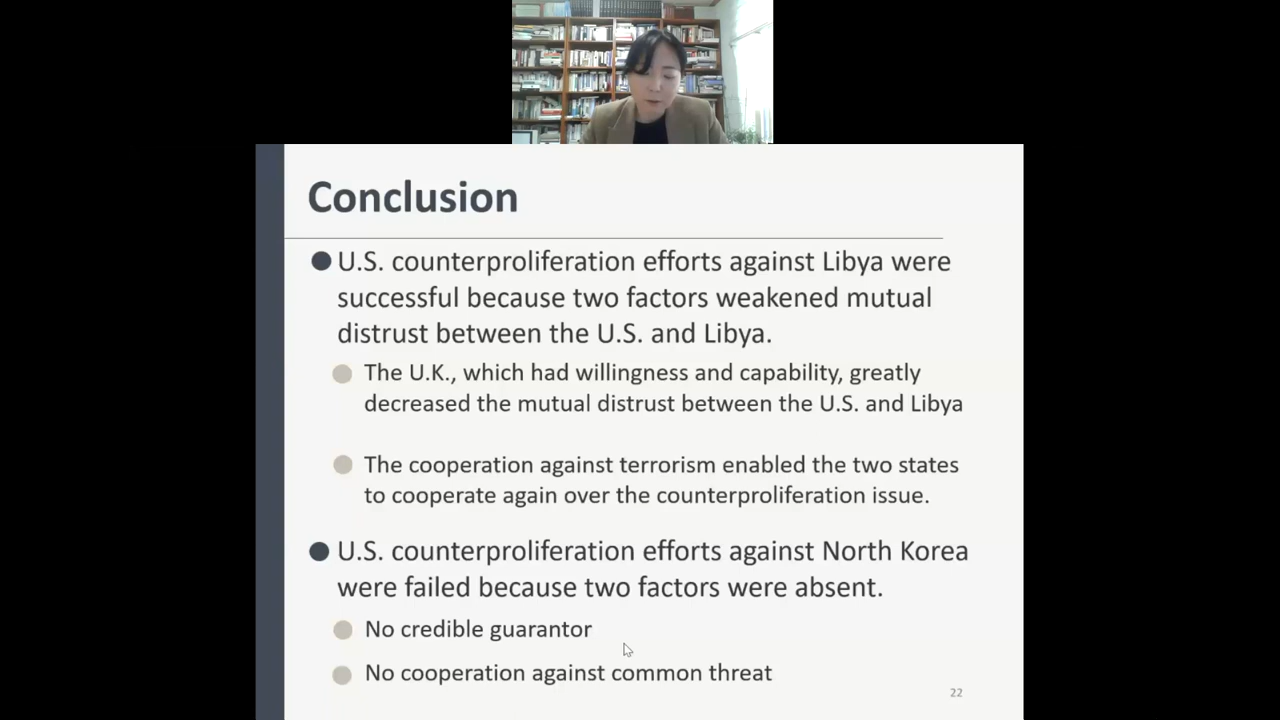 Conclusion
U.S. counterproliferation efforts against Libya were
successful because two factors weakened mutual
distrust between the U.S. and Libya.
The U.K., which had willingness and capability, greatly
decreased the mutual distrust between the U.S. and Libya
The cooperation against terrorism enabled the two states
to cooperate again over the counterproliferation issue.
U.S. counterproliferation efforts against North Korea
were failed because two factors were absent.
No credible guarantor
No cooperation against common threat
22